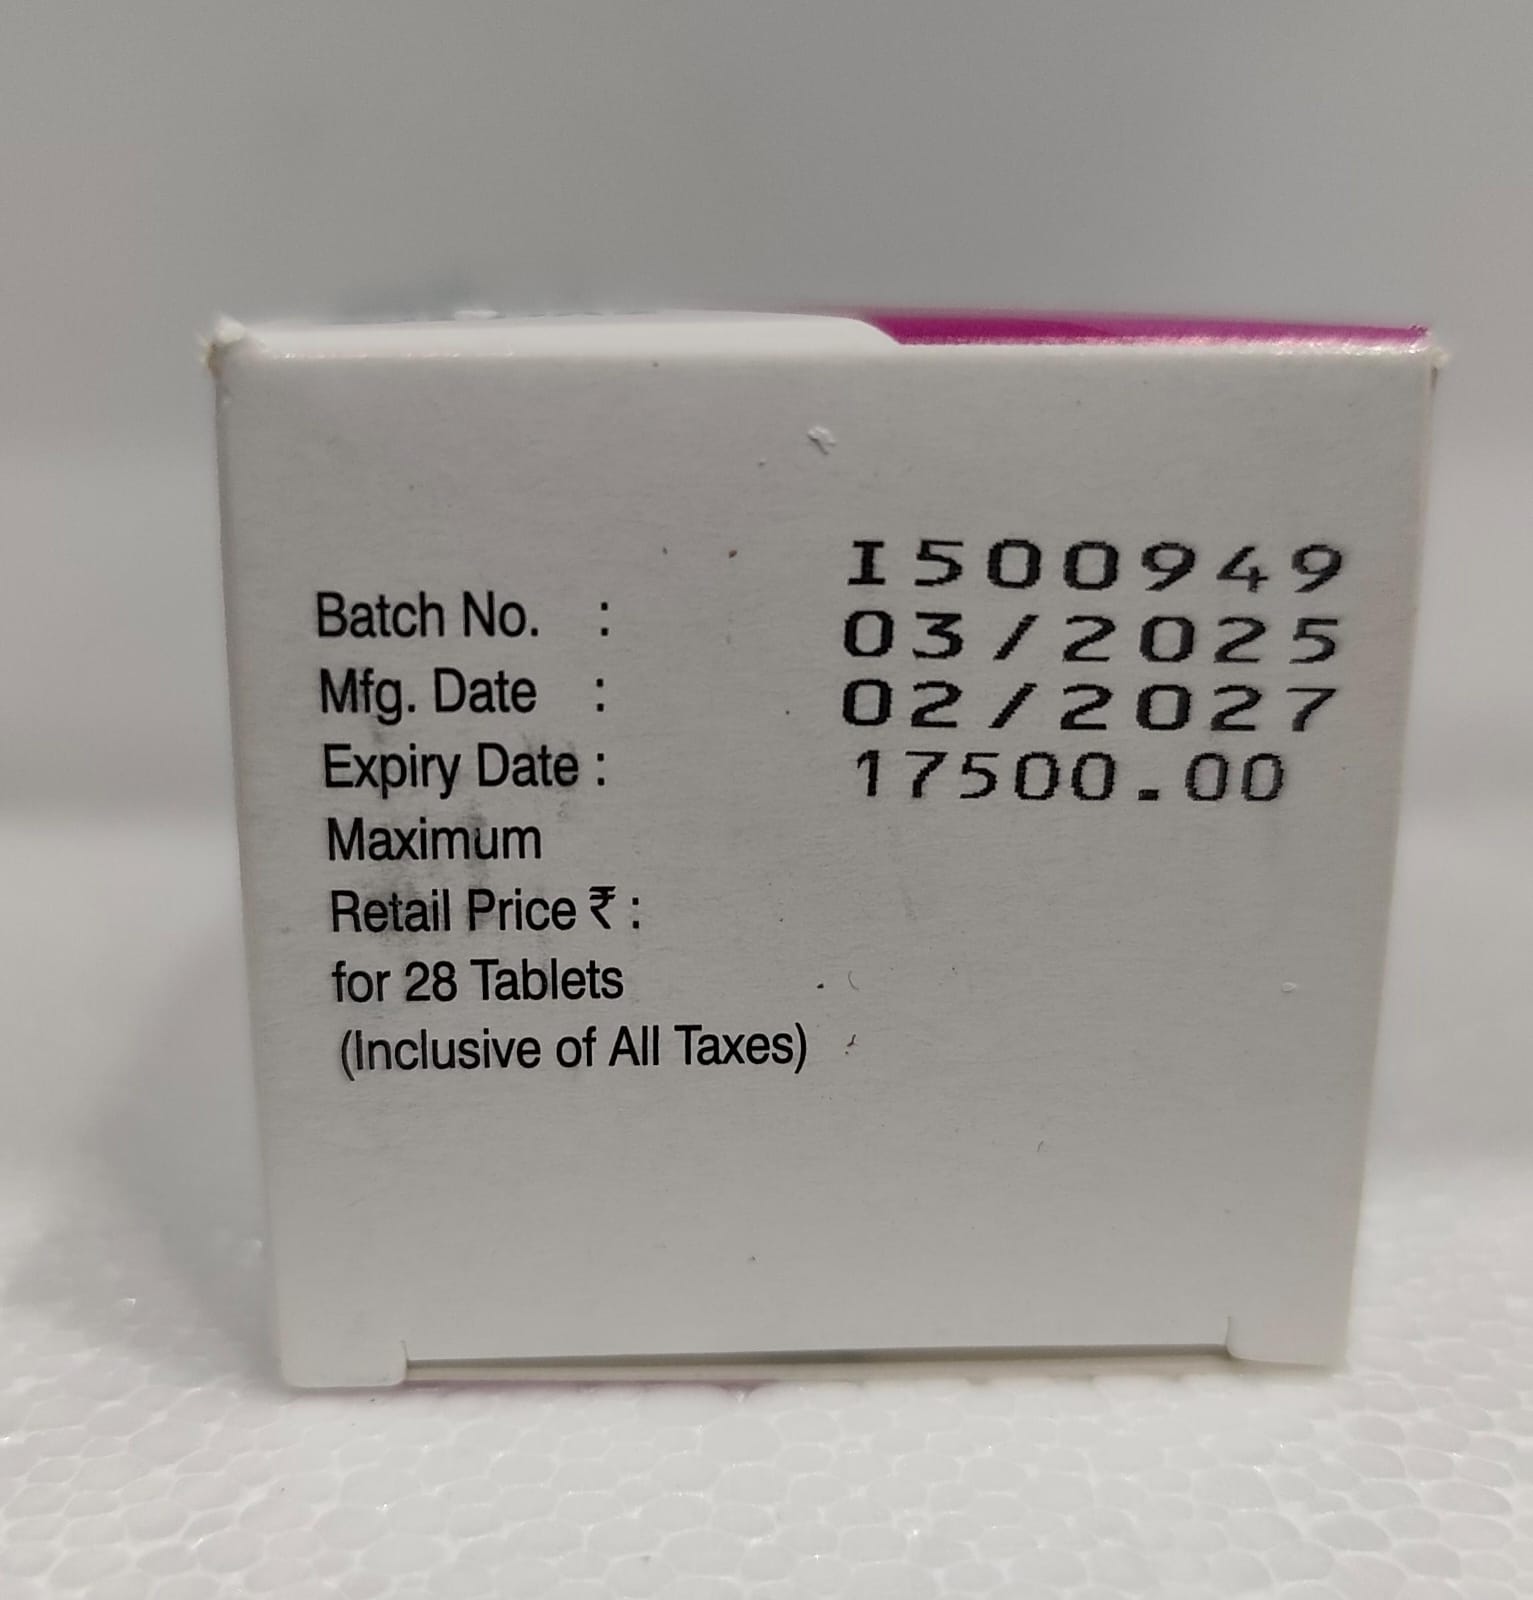 Batch No. : I500949
Mfg. Date : 03/2025
Expiry Date : 02/2027
Maximum 17500.00
Retail Price ₹ :
for 28 Tablets
(Inclusive of All Taxes)